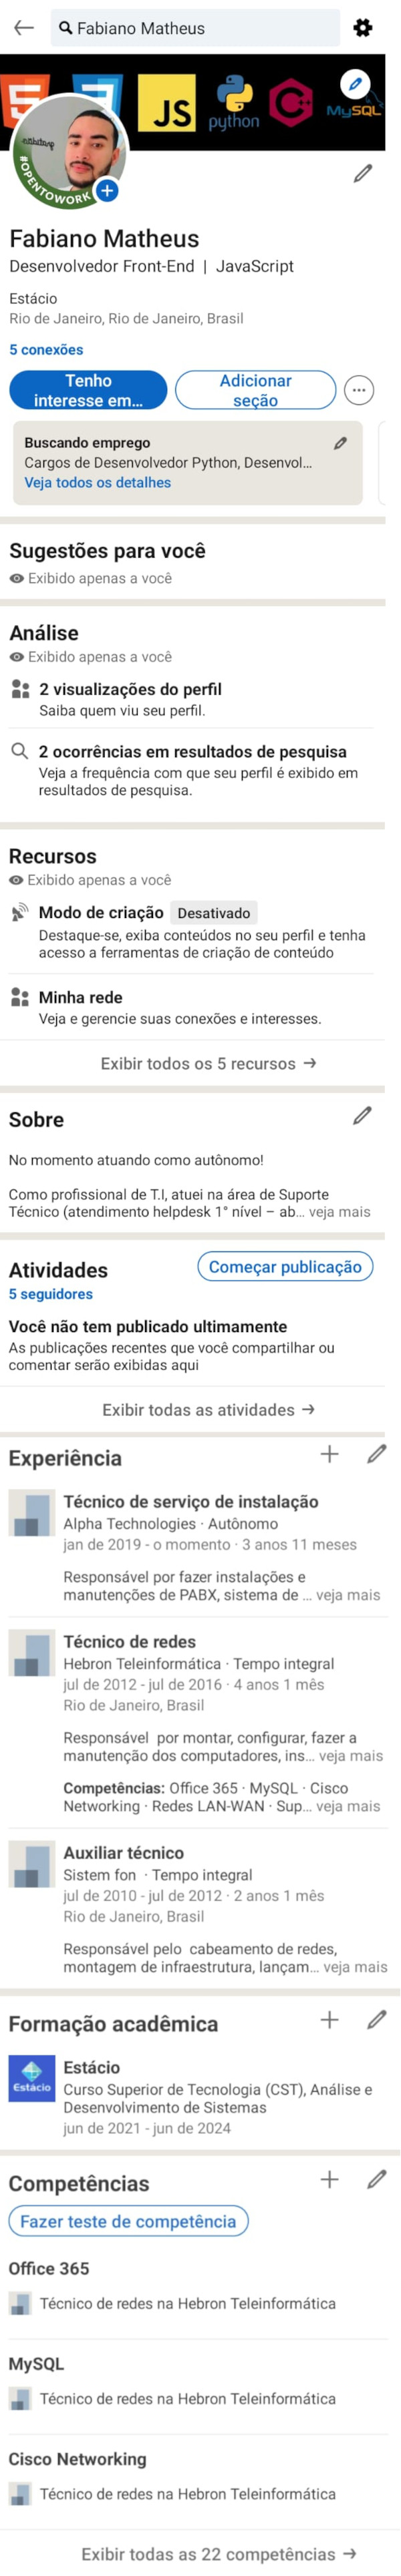 Fabiano Matheus
JS
python
MySQL
#OPENTOWORK
Fabiano Matheus
Desenvolvedor Front-End | JavaScript
Estácio
Rio de Janeiro, Rio de Janeiro, Brasil
5 conexões
Tenho
interesse em...
Adicionar
seção
Buscando emprego
Cargos de Desenvolvedor Python, Desenvol...
Veja todos os detalhes
Sugestões para você
Exibido apenas a você
Análise
Exibido apenas a você
2 visualizações do perfil
Saiba quem viu seu perfil.
2 ocorrências em resultados de pesquisa
Veja a frequência com que seu perfil é exibido em
resultados de pesquisa.
Recursos
Exibido apenas a você
Modo de criação Desativado
Destaque-se, exiba conteúdos no seu perfil e tenha
acesso a ferramentas de criação de conteúdo
Minha rede
Veja e gerencie suas conexões e interesses.
Exibir todos os 5 recursos →
Sobre
No momento atuando como autônomo!
Como profissional de T.I, atuei na área de Suporte
Técnico (atendimento helpdesk 1° nível – ab... veja mais
Atividades
Começar publicação
5 seguidores
Você não tem publicado ultimamente
As publicações recentes que você compartilhar ou
comentar serão exibidas aqui
Exibir todas as atividades →
Experiência
Técnico de serviço de instalação
Alpha Technologies · Autônomo
jan de 2019 - o momento · 3 anos 11 meses
Responsável por fazer instalações e
manutenções de PABX, sistema de ... veja mais
Técnico de redes
Hebron Teleinformática · Tempo integral
jul de 2012 - jul de 2016 · 4 anos 1 mês
Rio de Janeiro, Brasil
Responsável  por montar, configurar, fazer a
manutenção dos computadores, ins... veja mais
Competências: Office 365 · MySQL · Cisco
Networking · Redes LAN-WAN · Sup... veja mais
Auxiliar técnico
Sistem fon  · Tempo integral
jul de 2010 - jul de 2012 · 2 anos 1 mês
Rio de Janeiro, Brasil
Responsável pelo  cabeamento de redes,
montagem de infraestrutura, lançam... veja mais
Formação acadêmica
Estácio
Estácio
Curso Superior de Tecnologia (CST), Análise e
Desenvolvimento de Sistemas
jun de 2021 - jun de 2024
Competências
Fazer teste de competência
Office 365
Técnico de redes na Hebron Teleinformática
MySQL
Técnico de redes na Hebron Teleinformática
Cisco Networking
Técnico de redes na Hebron Teleinformática
Exibir todas as 22 competências →